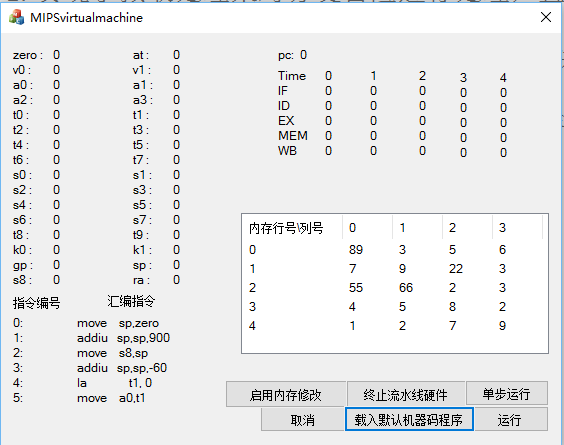 MIPSvirtualmachine
zero : 0 at : 0
v0 : 0 v1 : 0
a0 : 0 a1 : 0
a2 : 0 a3 : 0
t0 : 0 t1 : 0
t2 : 0 t3 : 0
t4 : 0 t5 : 0
t6 : 0 t7 : 0
s0 : 0 s1 : 0
s2 : 0 s3 : 0
s4 : 0 s5 : 0
s6 : 0 s7 : 0
t8 : 0 t9 : 0
k0 : 0 k1 : 0
gp : 0 sp : 0
s8 : 0 ra : 0
pc: 0
Time 0 1 2 3 4
IF 0 0 0 0 0
ID 0 0 0 0 0
EX 0 0 0 0 0
MEM 0 0 0 0 0
WB 0 0 0 0 0
内存行号\列号 0 1 2 3
0 89 3 5 6
1 7 9 22 3
2 55 66 2 3
3 4 5 8 2
4 1 2 7 9
指令编号 汇编指令
0: move sp,zero
1: addiu sp,sp,900
2: move s8,sp
3: addiu sp,sp,-60
4: la t1, 0
5: move a0,t1
启用内存修改 终止流水线硬件 单步运行
取消 载入默认机器码程序 运行